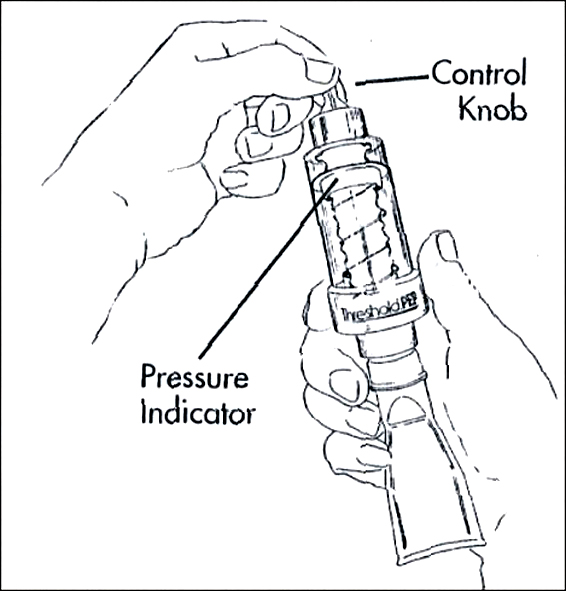 Control
Knob
Threshold PEP
Pressure
Indicator